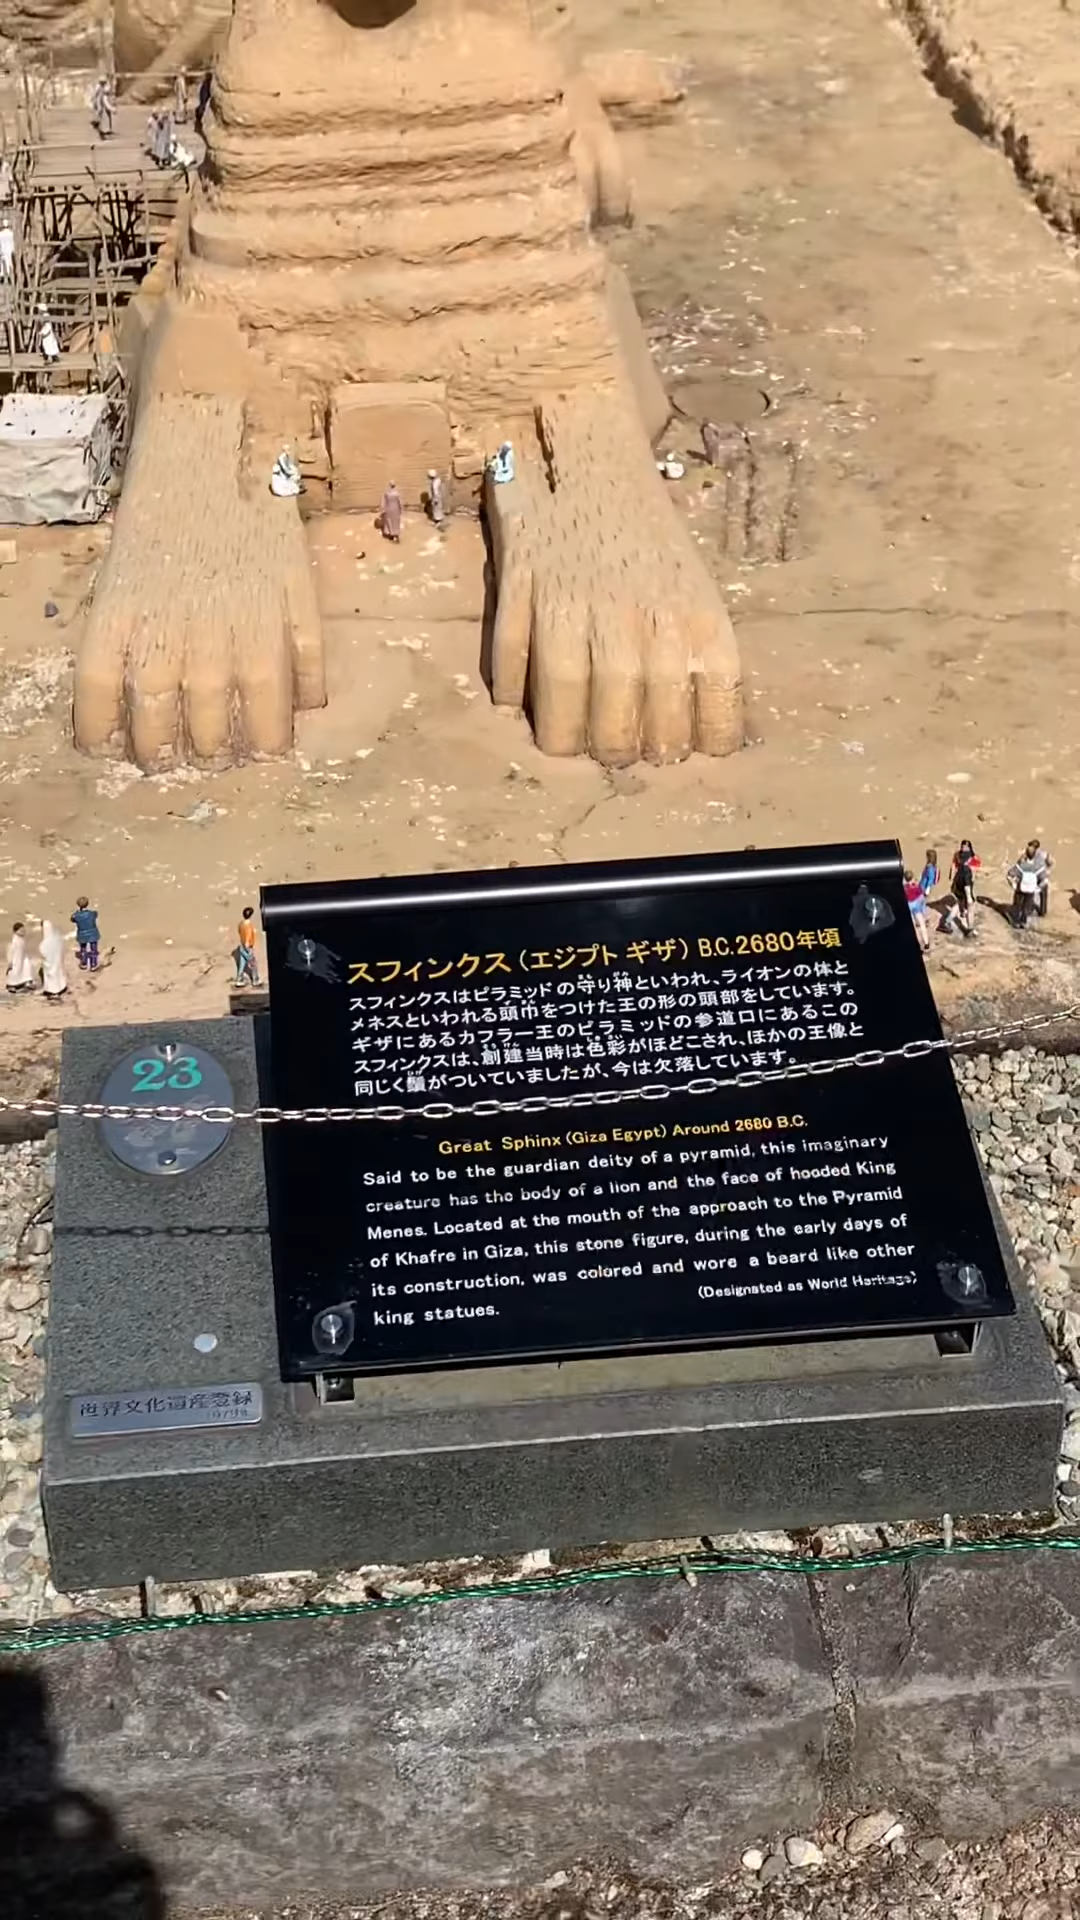 スフィンクス(エジプト ギザ) B.C.2680年頃
スフィンクスはピラミッドの守り神といわれ、ライオンの体と
メネスといわれる頭巾をつけた王の形の頭部をしています。
ギザにあるカフラー王のピラミッドの参道口にあるこの
スフィンクスは、創建当時は色彩がほどこされ、ほかの王像と
同じく鬚がついていましたが、今は欠落しています。
23
Great Sphinx (Giza Egypt) Around 2680 B.C.
Said to be the guardian deity of a pyramid, this imaginary
creature has the body of a lion and the face of hooded King
Menes. Located at the mouth of the approach to the Pyramid
of Khafre in Giza, this stone figure, during the early days of
its construction, was colored and wore a beard like other
king statues.
(Designated as World Heritage)
世界文化遺産登録